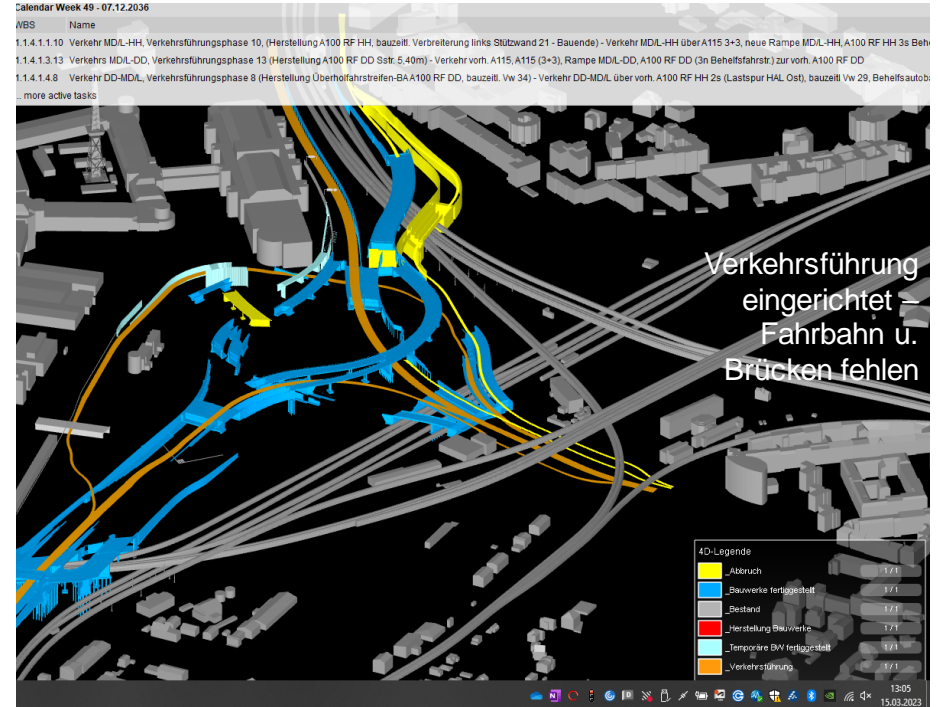 Calendar Week 49 - 07.12.2036
WBS Name
1.1.4.1.1.10 Verkehr MD/L-HH, Verkehrsführungsphase 10, (Herstellung A100 RF HH, bauzeitl. Verbreiterung links Stützwand 21 - Bauende) - Verkehr MD/L-HH über A115 3+3, neue Rampe MD/L-HH, A100 RF HH 3s Behe
1.1.4.1.3.13 Verkehrs MD/L-DD, Verkehrsführungsphase 13 (Herstellung A100 RF DD Sstr. 5,40m) - Verkehr vorh. A115, A115 (3+3), Rampe MD/L-DD, A100 RF DD (3n Behelfsfahrstr.) zur vorh. A100 RF DD
1.1.4.1.4.8 Verkehr DD-MD/L, Verkehrsführungsphase 8 (Herstellung Überholfahrstreifen-BA A100 RF DD, bauzeitl. Vw 34) - Verkehr DD-MD/L über vorh. A100 RF HH 2s (Lastspur HAL Ost), bauzeitl Vw 29, Behelfsautoba
... more active tasks
Verkehrsführung
eingerichtet –
Fahrbahn u.
Brücken fehlen
4D-Legende
_Abbruch 1 / 1
_Bauwerke fertiggestellt 1 / 1
_Bestand 1 / 1
_Herstellung Bauwerke 1 / 1
_Temporäre BW fertiggestellt 1 / 1
_Verkehrsführung 1 / 1
13:05
15.03.2023